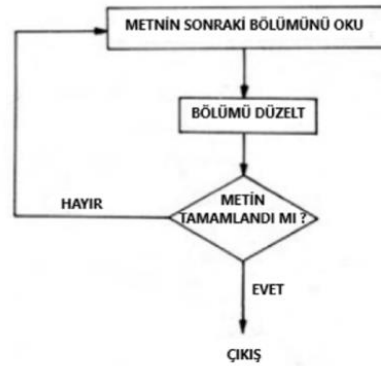 METNİN SONRAKİ BÖLÜMÜNÜ OKU
BÖLÜMÜ DÜZELT
METİN
TAMAMLANDI MI ?
HAYIR
EVET
ÇIKIŞ